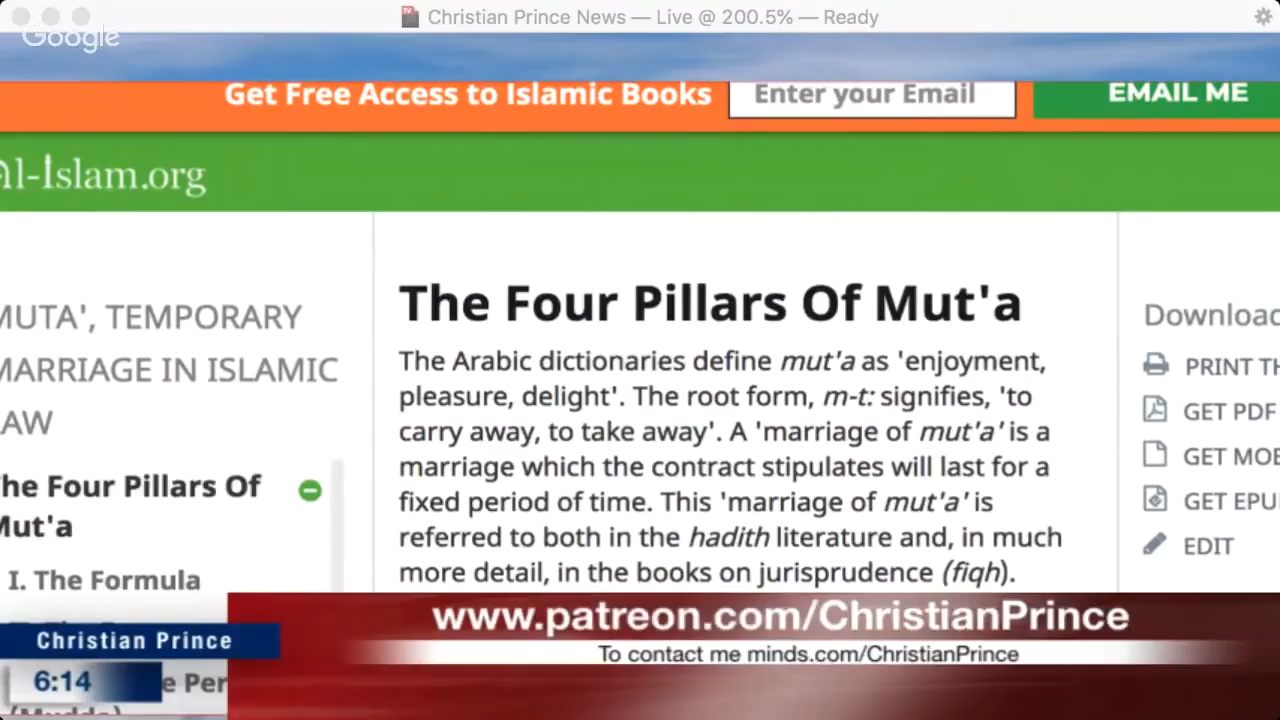 Christian Prince News — Live @ 200.5% — Ready
Google
Get Free Access to Islamic Books
Enter your Email
EMAIL ME
Al-Islam.org
MUTA', TEMPORARY
MARRIAGE IN ISLAMIC
LAW
The Four Pillars Of
Mut'a
I. The Formula
The Four Pillars Of Mut'a
The Arabic dictionaries define mut'a as 'enjoyment,
pleasure, delight'. The root form, m-t: signifies, 'to
carry away, to take away'. A 'marriage of mut'a' is a
marriage which the contract stipulates will last for a
fixed period of time. This 'marriage of mut'a' is
referred to both in the hadith literature and, in much
more detail, in the books on jurisprudence (fiqh).
Download
PRINT TH
GET PDF
GET MOB
GET EPU
EDIT
www.patreon.com/ChristianPrince
To contact me minds.com/ChristianPrince
Christian Prince
6:14
e Per